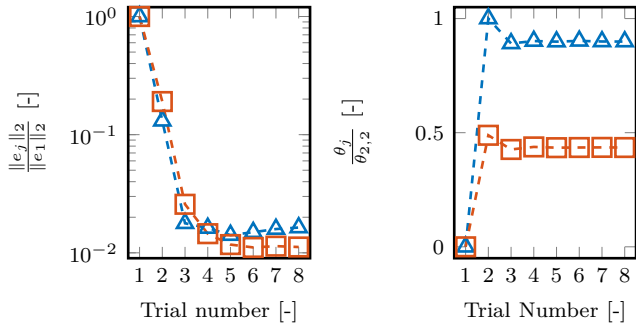 10^0
10^{-1}
10^{-2}
‖e_j‖_2 / ‖e_1‖_2 [-]
1 2 3 4 5 6 7 8
Trial number [-]
1
0.5
0
θ_j / θ_{2,2} [-]
1 2 3 4 5 6 7 8
Trial Number [-]